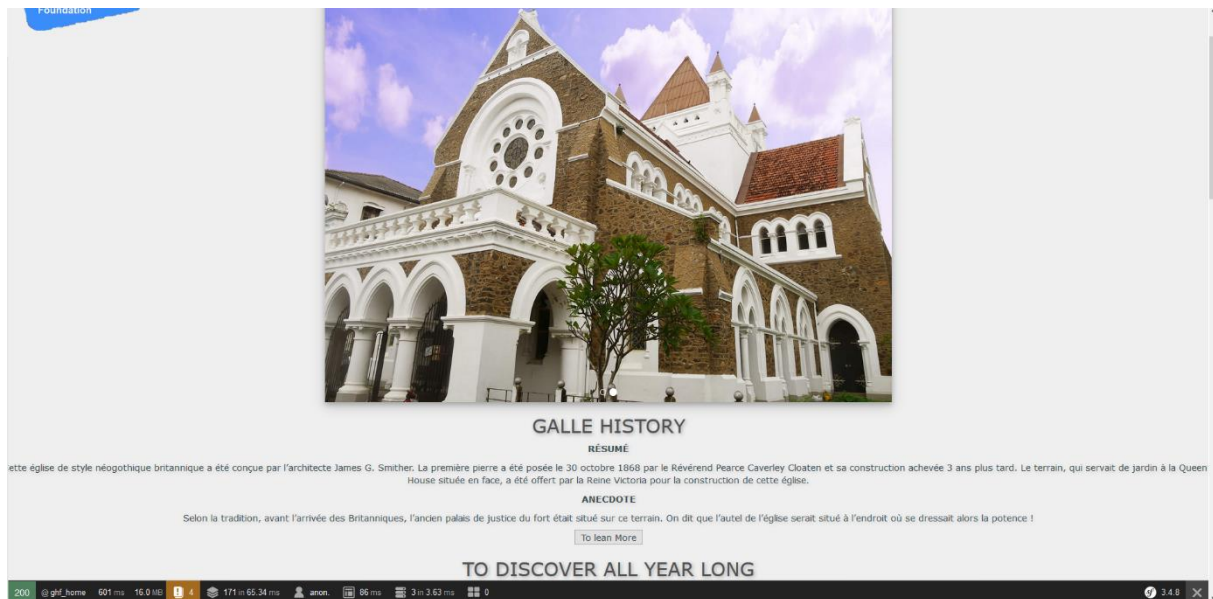 Foundation
GALLE HISTORY
RÉSUMÉ
ette église de style néogothique britannique a été conçue par l'architecte James G. Smither. La première pierre a été posée le 30 octobre 1868 par le Révérend Pearce Caverley Cloaten et sa construction achevée 3 ans plus tard. Le terrain, qui servait de jardin à la Queen
House située en face, a été offert par la Reine Victoria pour la construction de cette église.
ANECDOTE
Selon la tradition, avant l'arrivée des Britanniques, l'ancien palais de justice du fort était situé sur ce terrain. On dit que l'autel de l'église serait situé à l'endroit où se dressait alors la potence !
To lean More
TO DISCOVER ALL YEAR LONG
200 @ ghf_home 601 ms 16.0 MB 4 171 in 65.34 ms anon. 86 ms 3 in 3.63 ms 0 sf 3.4.8